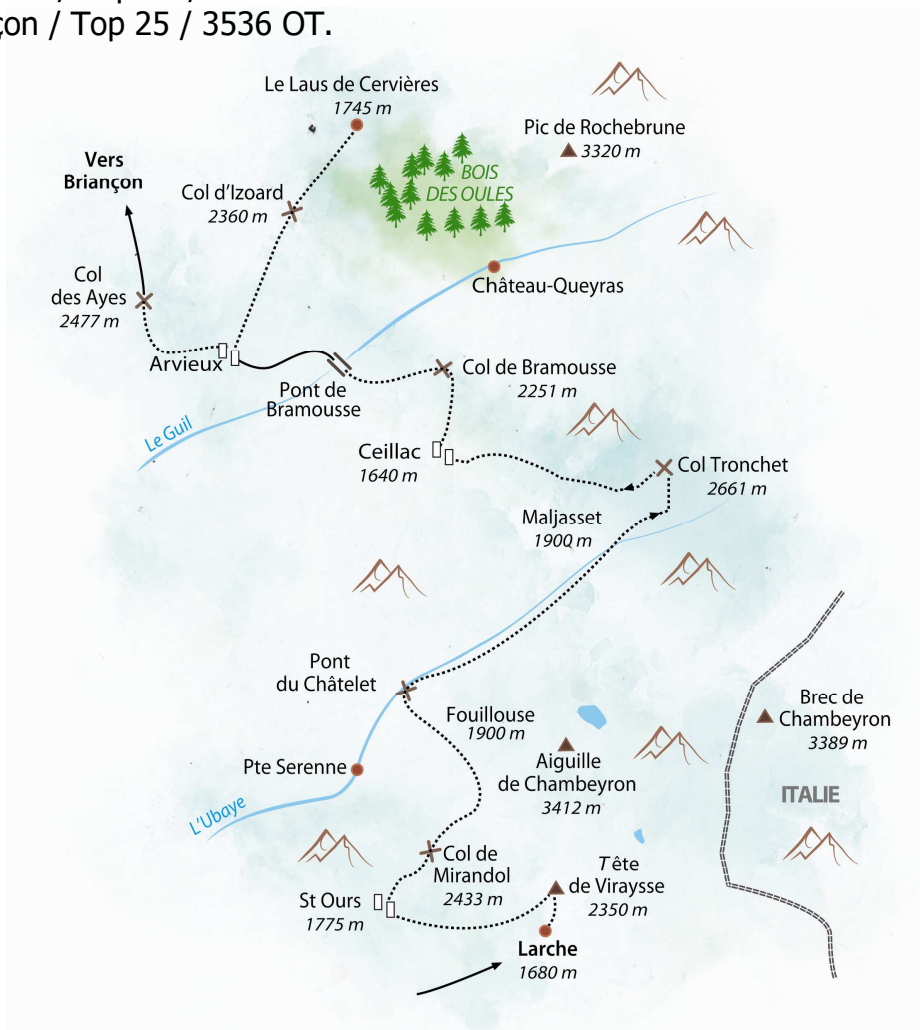 çon / Top 25 / 3536 OT.
Le Laus de Cervières
1745 m
Pic de Rochebrune
3320 m
Vers
Briançon
BOIS
DES OULES
Col d'Izoard
2360 m
Col
des Ayes
2477 m
Château-Queyras
Arvieux
Pont de
Bramousse
Col de Bramousse
2251 m
Le Guil
Ceillac
1640 m
Col Tronchet
2661 m
Maljasset
1900 m
Pont
du Châtelet
Fouillouse
1900 m
Brec de
Chambeyron
3389 m
Pte Serenne
Aiguille
de Chambeyron
3412 m
ITALIE
L'Ubaye
Col de
Mirandol
2433 m
Tête
de Viraysse
2350 m
St Ours
1775 m
Larche
1680 m